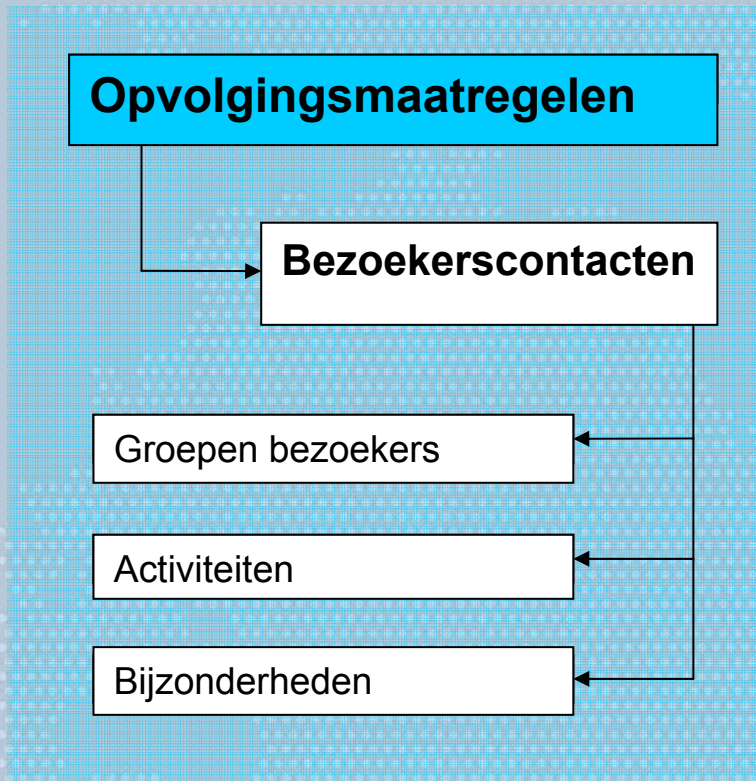 Opvolgingsmaatregelen
Bezoekerscontacten
Groepen bezoekers
Activiteiten
Bijzonderheden